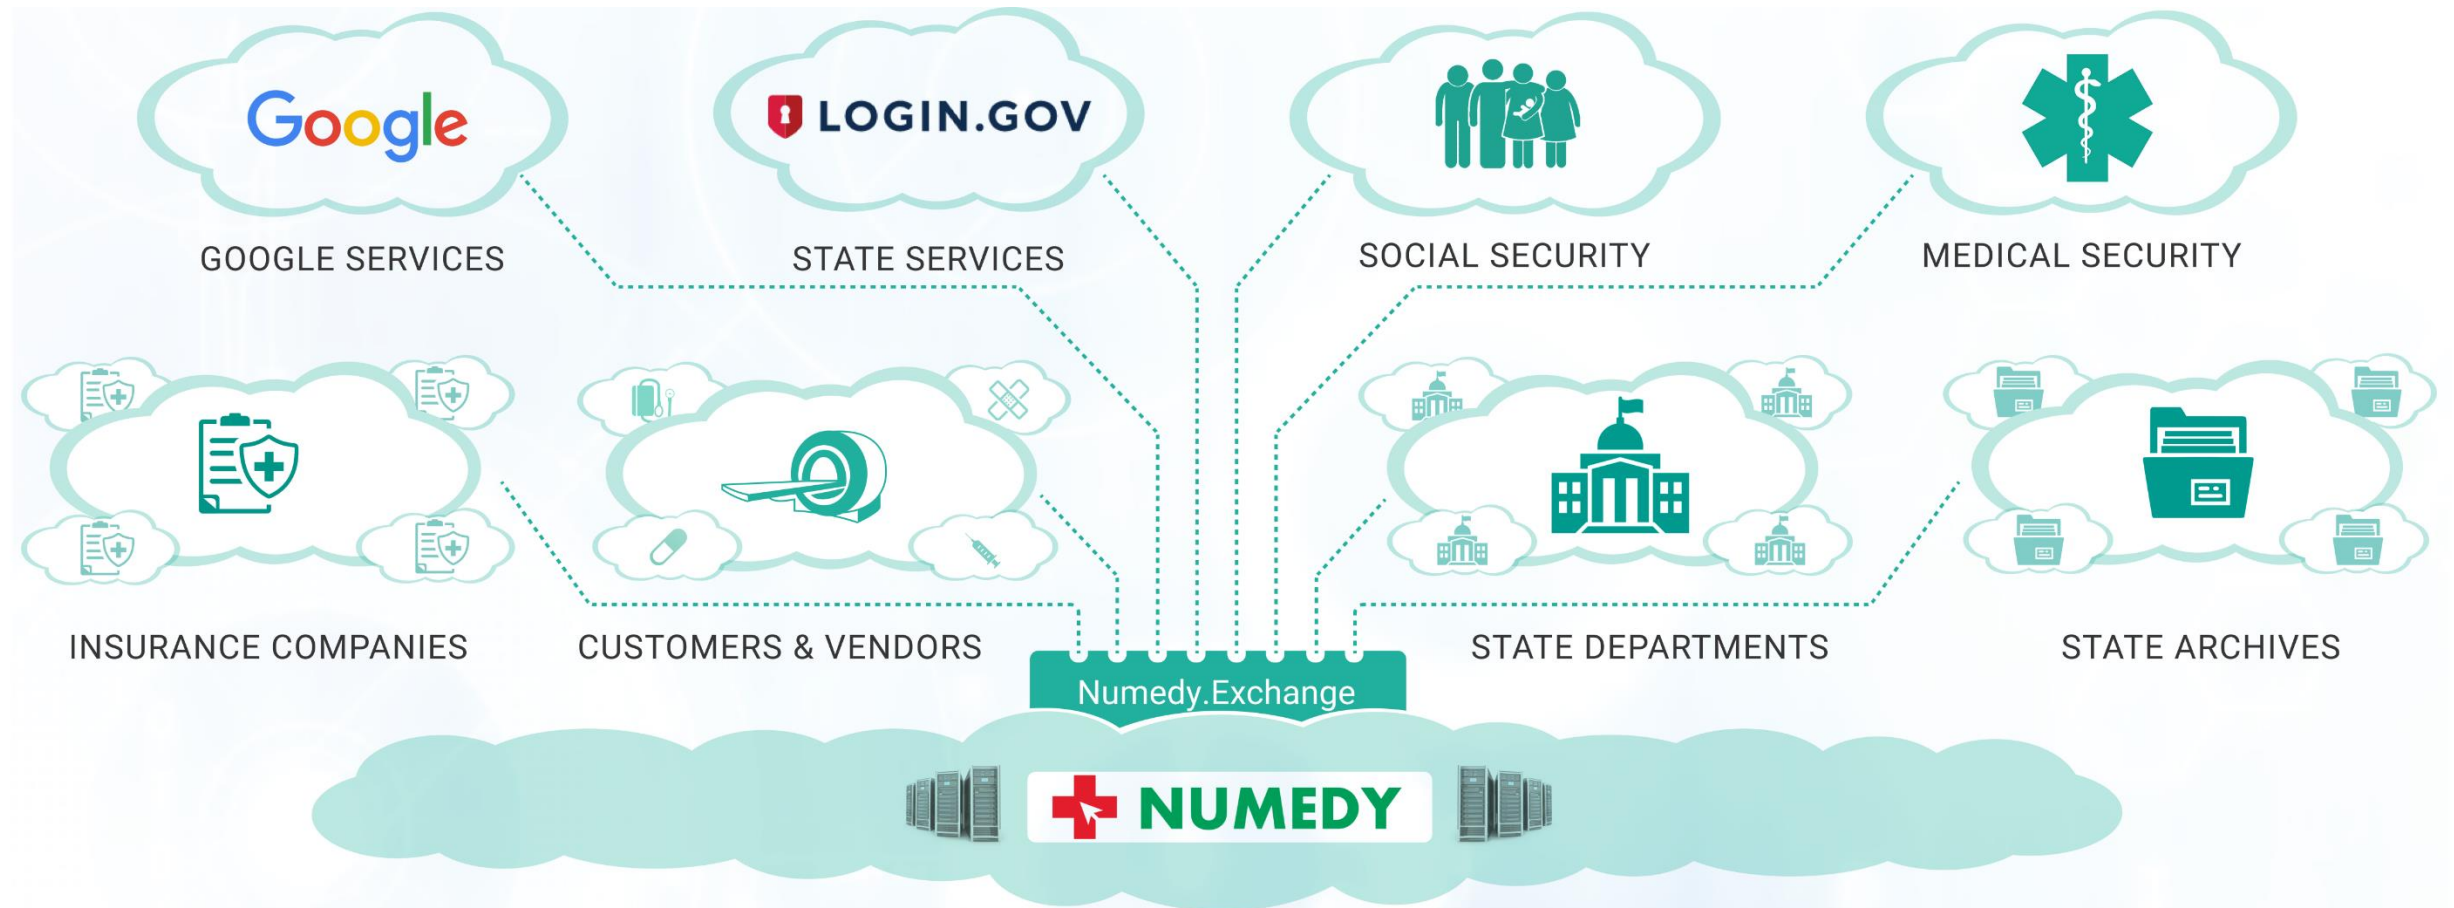 Google
LOGIN.GOV
GOOGLE SERVICES
STATE SERVICES
SOCIAL SECURITY
MEDICAL SECURITY
INSURANCE COMPANIES
CUSTOMERS & VENDORS
STATE DEPARTMENTS
STATE ARCHIVES
Numedy.Exchange
NUMEDY